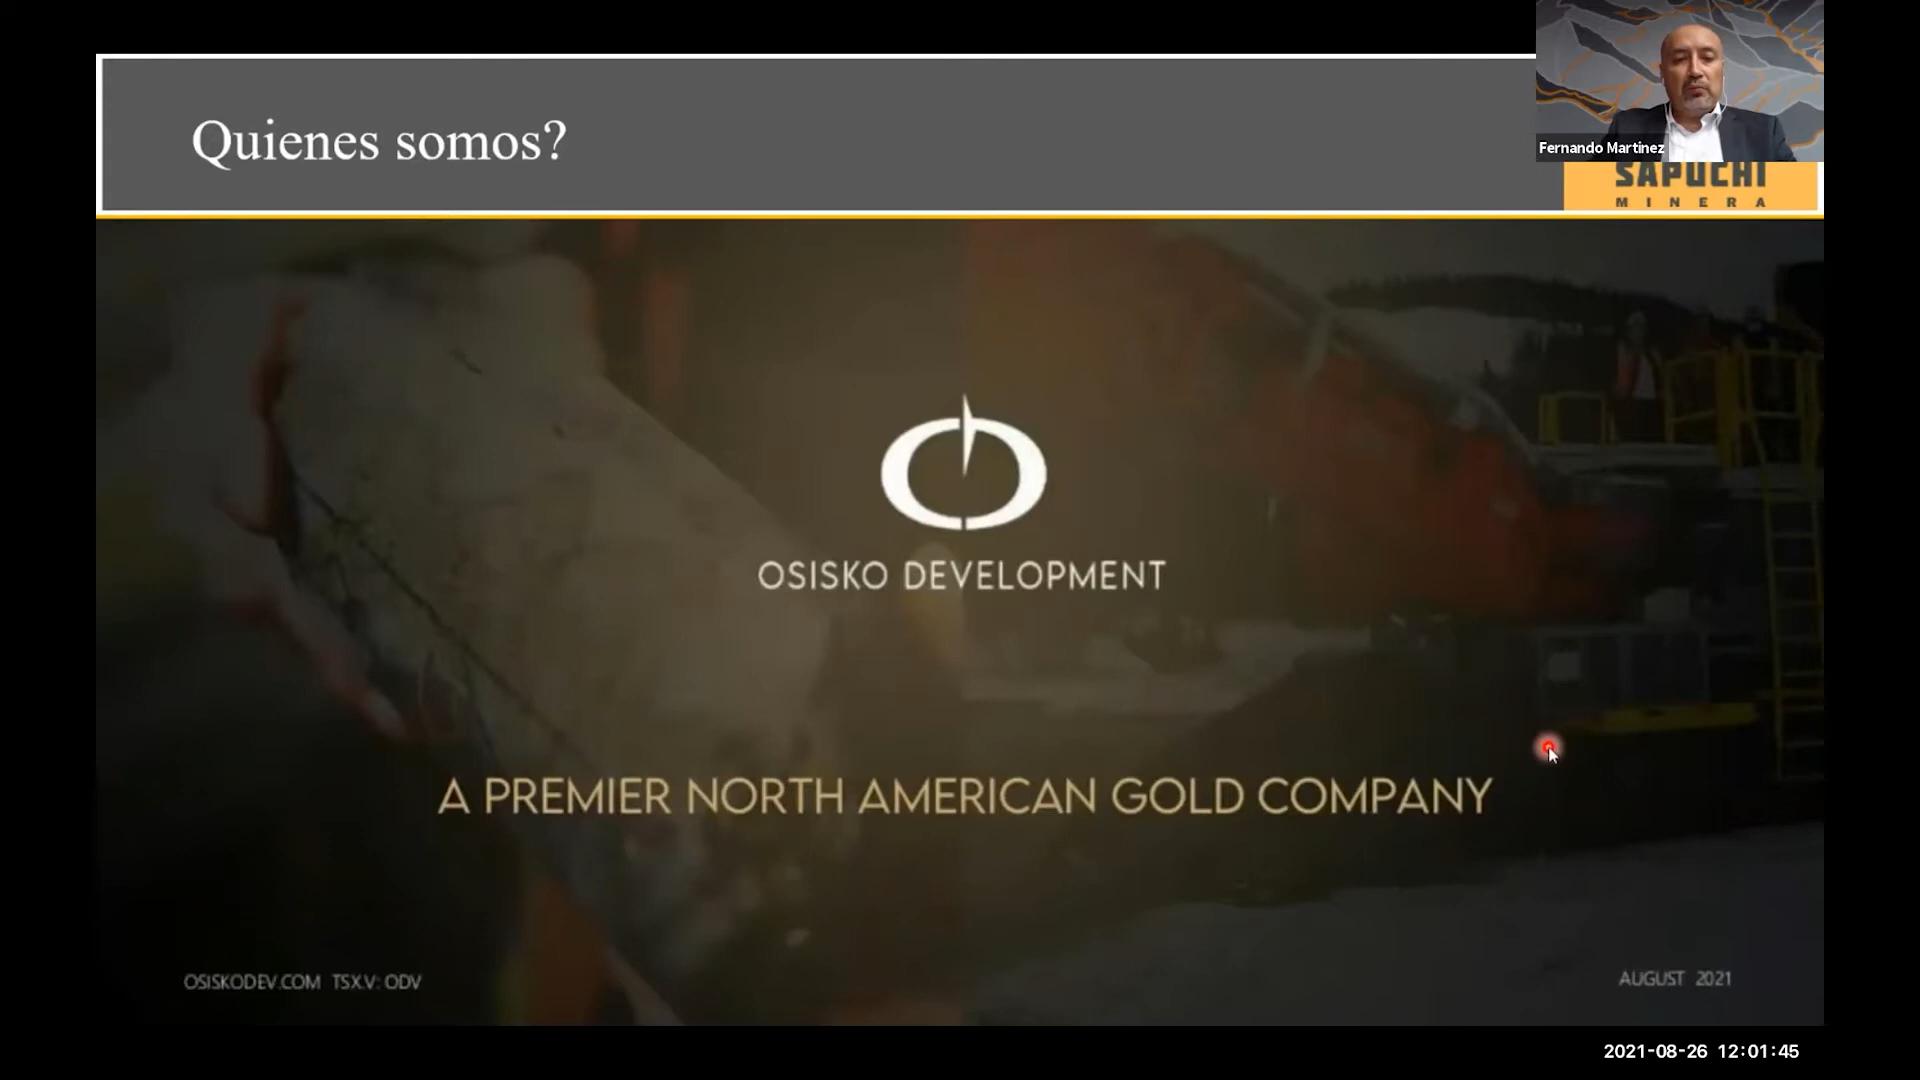 Quienes somos?
Fernando Martinez
SAPUCHI
MINERA
OSISKO DEVELOPMENT
A PREMIER NORTH AMERICAN GOLD COMPANY
OSISKODEV.COM TSX.V: ODV
AUGUST 2021
2021-08-26 12:01:45